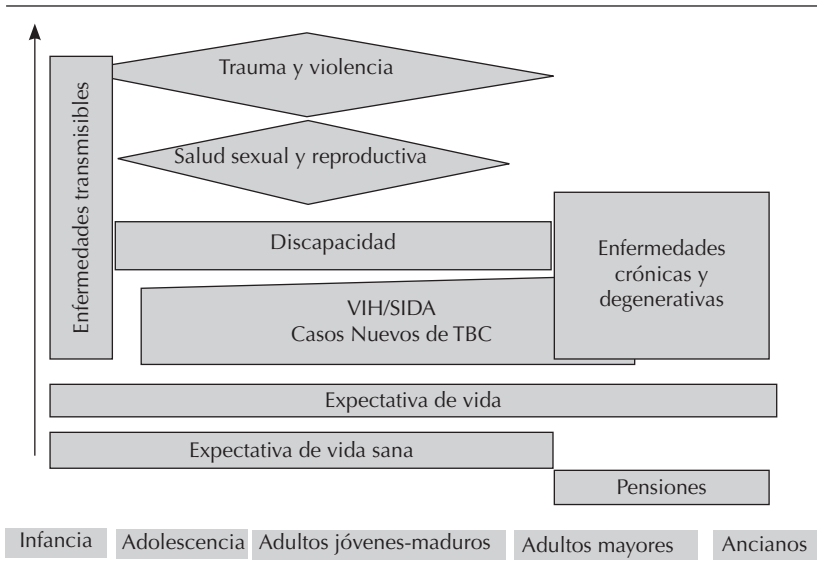 Trauma y violencia
Enfermedades transmisibles
Salud sexual y reproductiva
Discapacidad
Enfermedades
crónicas y
degenerativas
VIH/SIDA
Casos Nuevos de TBC
Expectativa de vida
Expectativa de vida sana
Pensiones
Infancia
Adolescencia
Adultos jóvenes-maduros
Adultos mayores
Ancianos